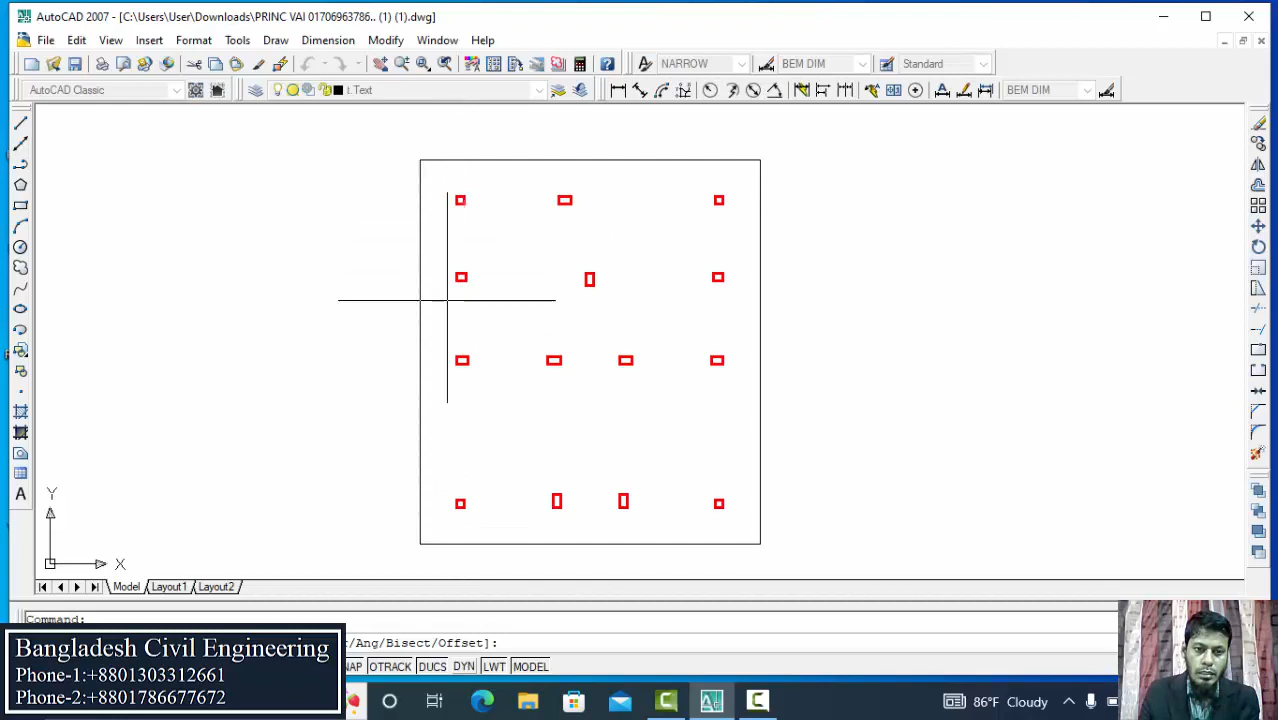 AutoCAD 2007 - [C:\Users\User\Downloads\PRINC VAI 01706963786.. (1) (1).dwg]
File Edit View Insert Format Tools Draw Dimension Modify Window Help
NARROW BEM DIM Standard
AutoCAD Classic t.Text BEM DIM
Y
X
Model Layout1 Layout2
Command:
/Ang/Bisect/Offset]:
OTRACK DUCS DYN LWT MODEL
Bangladesh Civil Engineering
Phone-1:+8801303312661
Phone-2:+8801786677672
86°F Cloudy